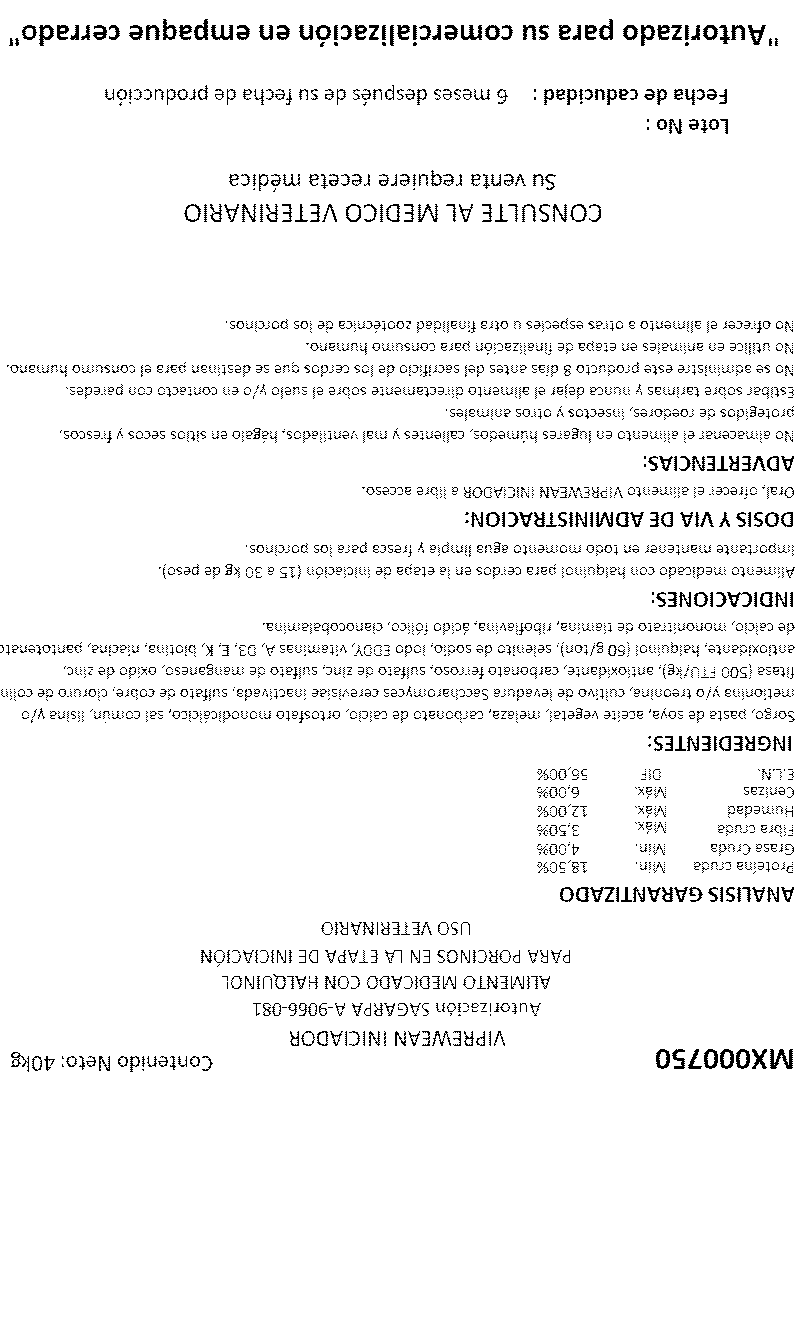 MX000750
Contenido Neto: 40kg
VIPREWEAN INICIADOR
Autorización SAGARPA A-9066-081
ALIMENTO MEDICADO CON HALQUINOL
PARA PORCINOS EN LA ETAPA DE INICIACIÓN
USO VETERINARIO
ANALISIS GARANTIZADO
Proteína cruda Min. 18,50%
Grasa Cruda Min. 4,00%
Fibra cruda Máx. 3,50%
Humedad Máx. 12,00%
Cenizas Máx. 6,00%
E.L.N. DIF 56,00%
INGREDIENTES:
Sorgo, pasta de soya, aceite vegetal, melaza, carbonato de calcio, ortosfato monodicálcico, sal común, lisina y/o
metionina y/o treonina, cultivo de levadura Saccharomyces cerevisiae inactivada, sulfato de cobre, cloruro de colin
fitasa (500 FTU/kg), antioxidante, carbonato ferroso, sulfato de zinc, sulfato de manganeso, oxido de zinc,
antioxidante, halquinol (60 g/ton), selenito de sodio, Iodo EDDY, vitaminas A, D3, E, K, biotina, niacina, pantotenato
de calcio, mononitrato de tiamina, riboflavina, ácido fólico, cianocobalamina.
INDICACIONES:
Alimento medicado con halquinol para cerdos en la etapa de iniciación (15 a 30 kg de peso).
Importante mantener en todo momento agua limpia y fresca para los porcinos.
DOSIS Y VIA DE ADMINISTRACION:
Oral, ofrecer el alimento VIPREWEAN INICIADOR a libre acceso.
ADVERTENCIAS:
No almacenar el alimento en lugares húmedos, calientes y mal ventilados, hágalo en sitios secos y frescos,
protegidos de roedores, insectos y otros animales.
Estibar sobre tarimas y nunca dejar el alimento directamente sobre el suelo y/o en contacto con paredes.
No se administre este producto 8 días antes del sacrificio de los cerdos que se destinan para el consumo humano.
No utilice en animales en etapa de finalización para consumo humano.
No ofrecer el alimento a otras especies u otra finalidad zootécnica de los porcinos.
CONSULTE AL MEDICO VETERINARIO
Su venta requiere receta médica
Lote No :
Fecha de caducidad : 6 meses después de su fecha de producción
"Autorizado para su comercialización en empaque cerrado"